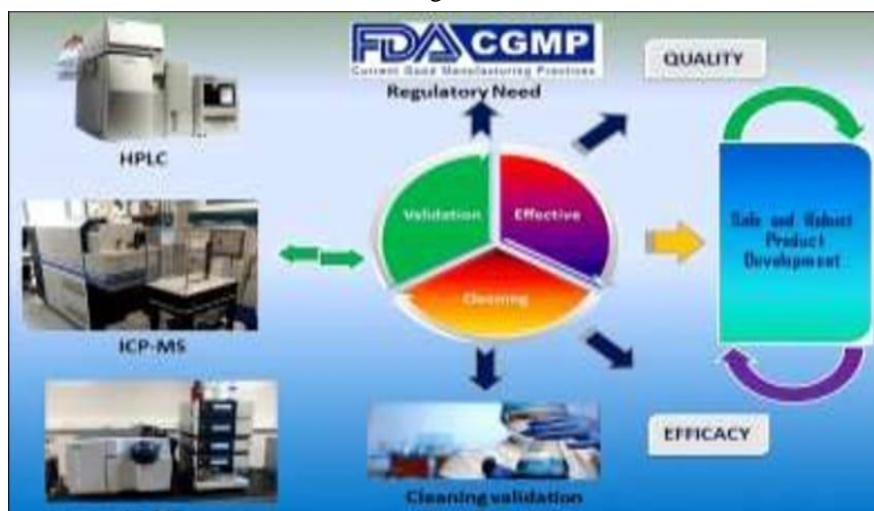 FDA CGMP
Current Good Manufacturing Practices
Regulatory Need
QUALITY
HPLC
Validation
Effective
Safe and Robust
Product
Development
Cleaning
ICP-MS
EFFICACY
Cleaning validation